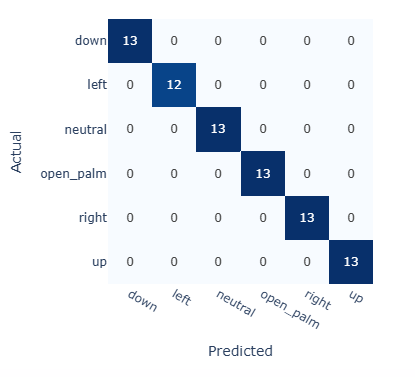 down 13 0 0 0 0 0
left 0 12 0 0 0 0
neutral 0 0 13 0 0 0
open_palm 0 0 0 13 0 0
right 0 0 0 0 13 0
up 0 0 0 0 0 13
Actual
down left neutral open_palm right up
Predicted